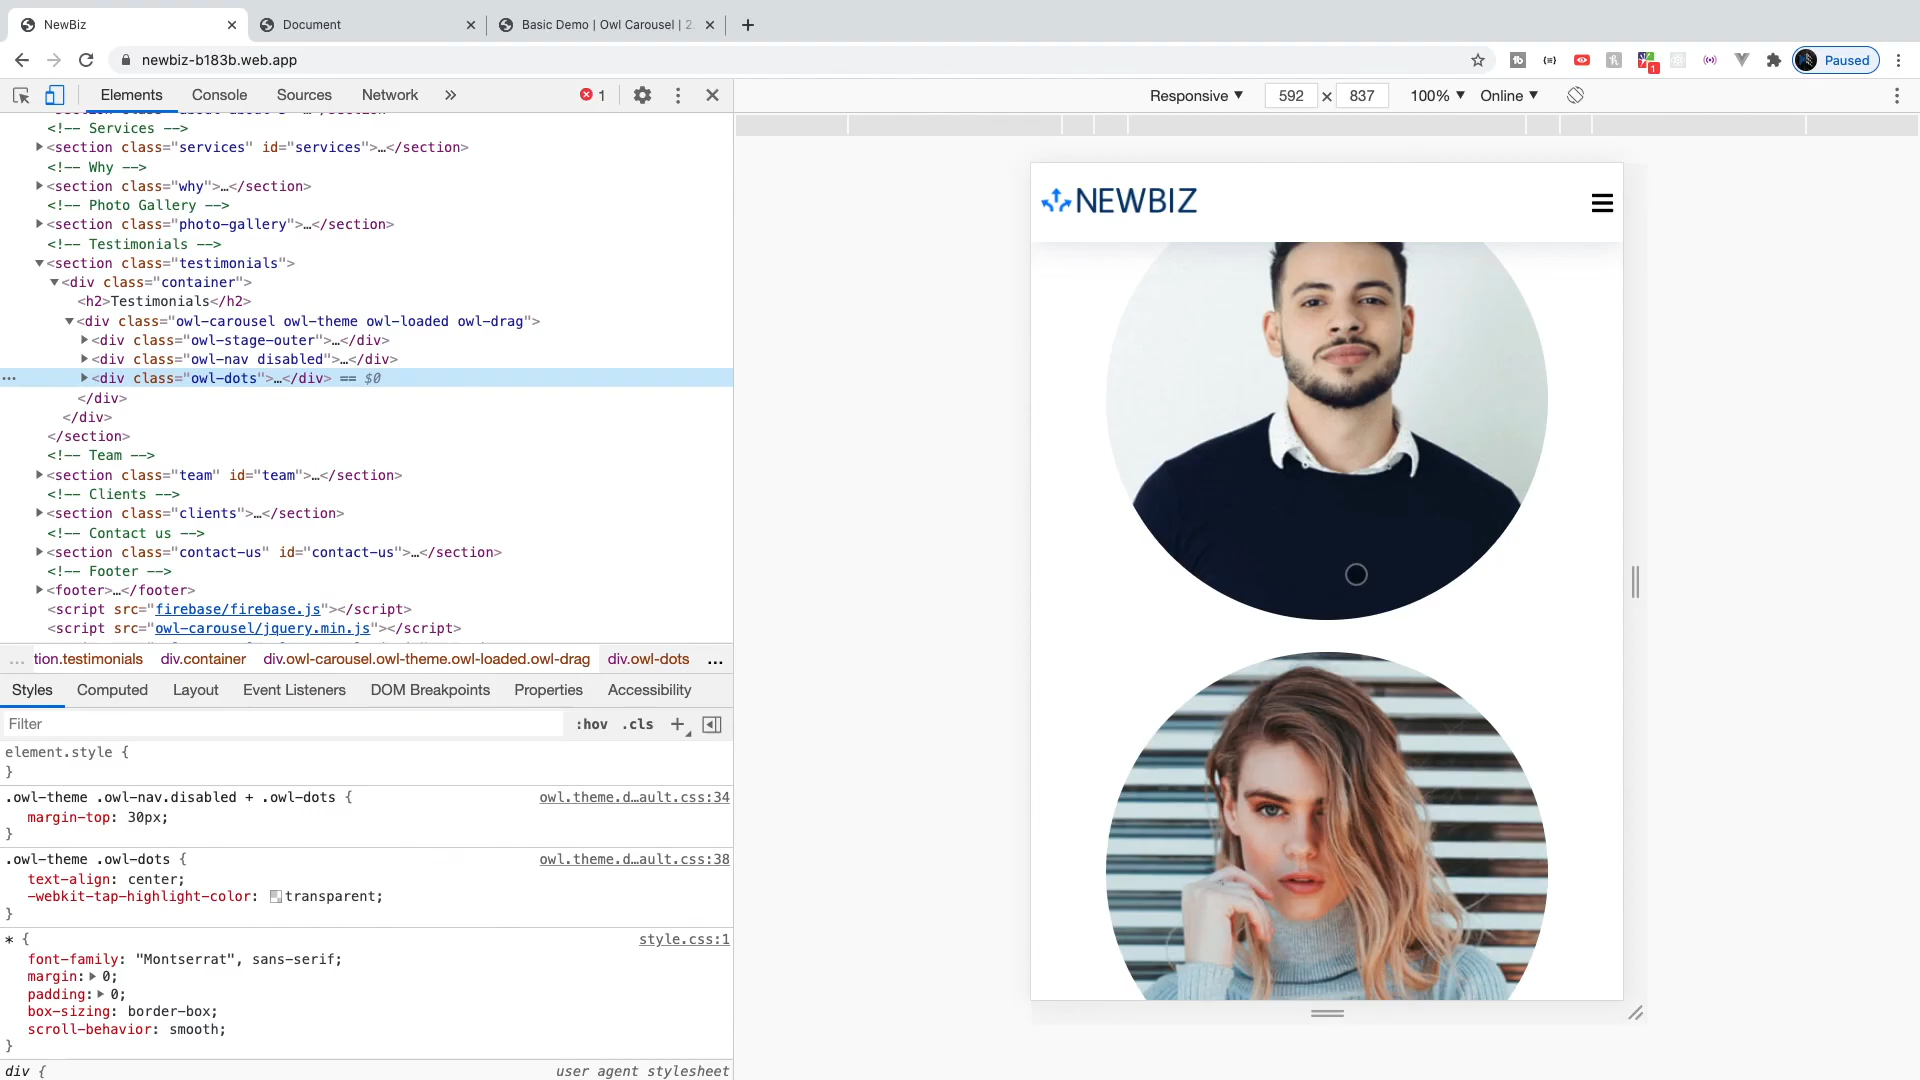 NewBiz
Document
Basic Demo | Owl Carousel | 2.
newbiz-b183b.web.app
Paused
Elements Console Sources Network » 1
Responsive ▼ 592 × 837 100% ▼ Online ▼
<!-- Services -->
<section class="services" id="services">…</section>
<!-- Why -->
<section class="why">…</section>
<!-- Photo Gallery -->
<section class="photo-gallery">…</section>
<!-- Testimonials -->
<section class="testimonials">
<div class="container">
<h2>Testimonials</h2>
<div class="owl-carousel owl-theme owl-loaded owl-drag">
<div class="owl-stage-outer">…</div>
<div class="owl-nav disabled">…</div>
… <div class="owl-dots">…</div> == $0
</div>
</div>
</section>
<!-- Team -->
<section class="team" id="team">…</section>
<!-- Clients -->
<section class="clients">…</section>
<!-- Contact us -->
<section class="contact-us" id="contact-us">…</section>
<!-- Footer -->
<footer>…</footer>
<script src="firebase/firebase.js"></script>
<script src="owl-carousel/jquery.min.js"></script>
… tion.testimonials div.container div.owl-carousel.owl-theme.owl-loaded.owl-drag div.owl-dots …
Styles Computed Layout Event Listeners DOM Breakpoints Properties Accessibility
Filter :hov .cls +
element.style {
}
.owl-theme .owl-nav.disabled + .owl-dots { owl.theme.d…ault.css:34
margin-top: 30px;
}
.owl-theme .owl-dots { owl.theme.d…ault.css:38
text-align: center;
-webkit-tap-highlight-color: transparent;
}
* { style.css:1
font-family: "Montserrat", sans-serif;
margin: 0;
padding: 0;
box-sizing: border-box;
scroll-behavior: smooth;
}
div { user agent stylesheet
NEWBIZ